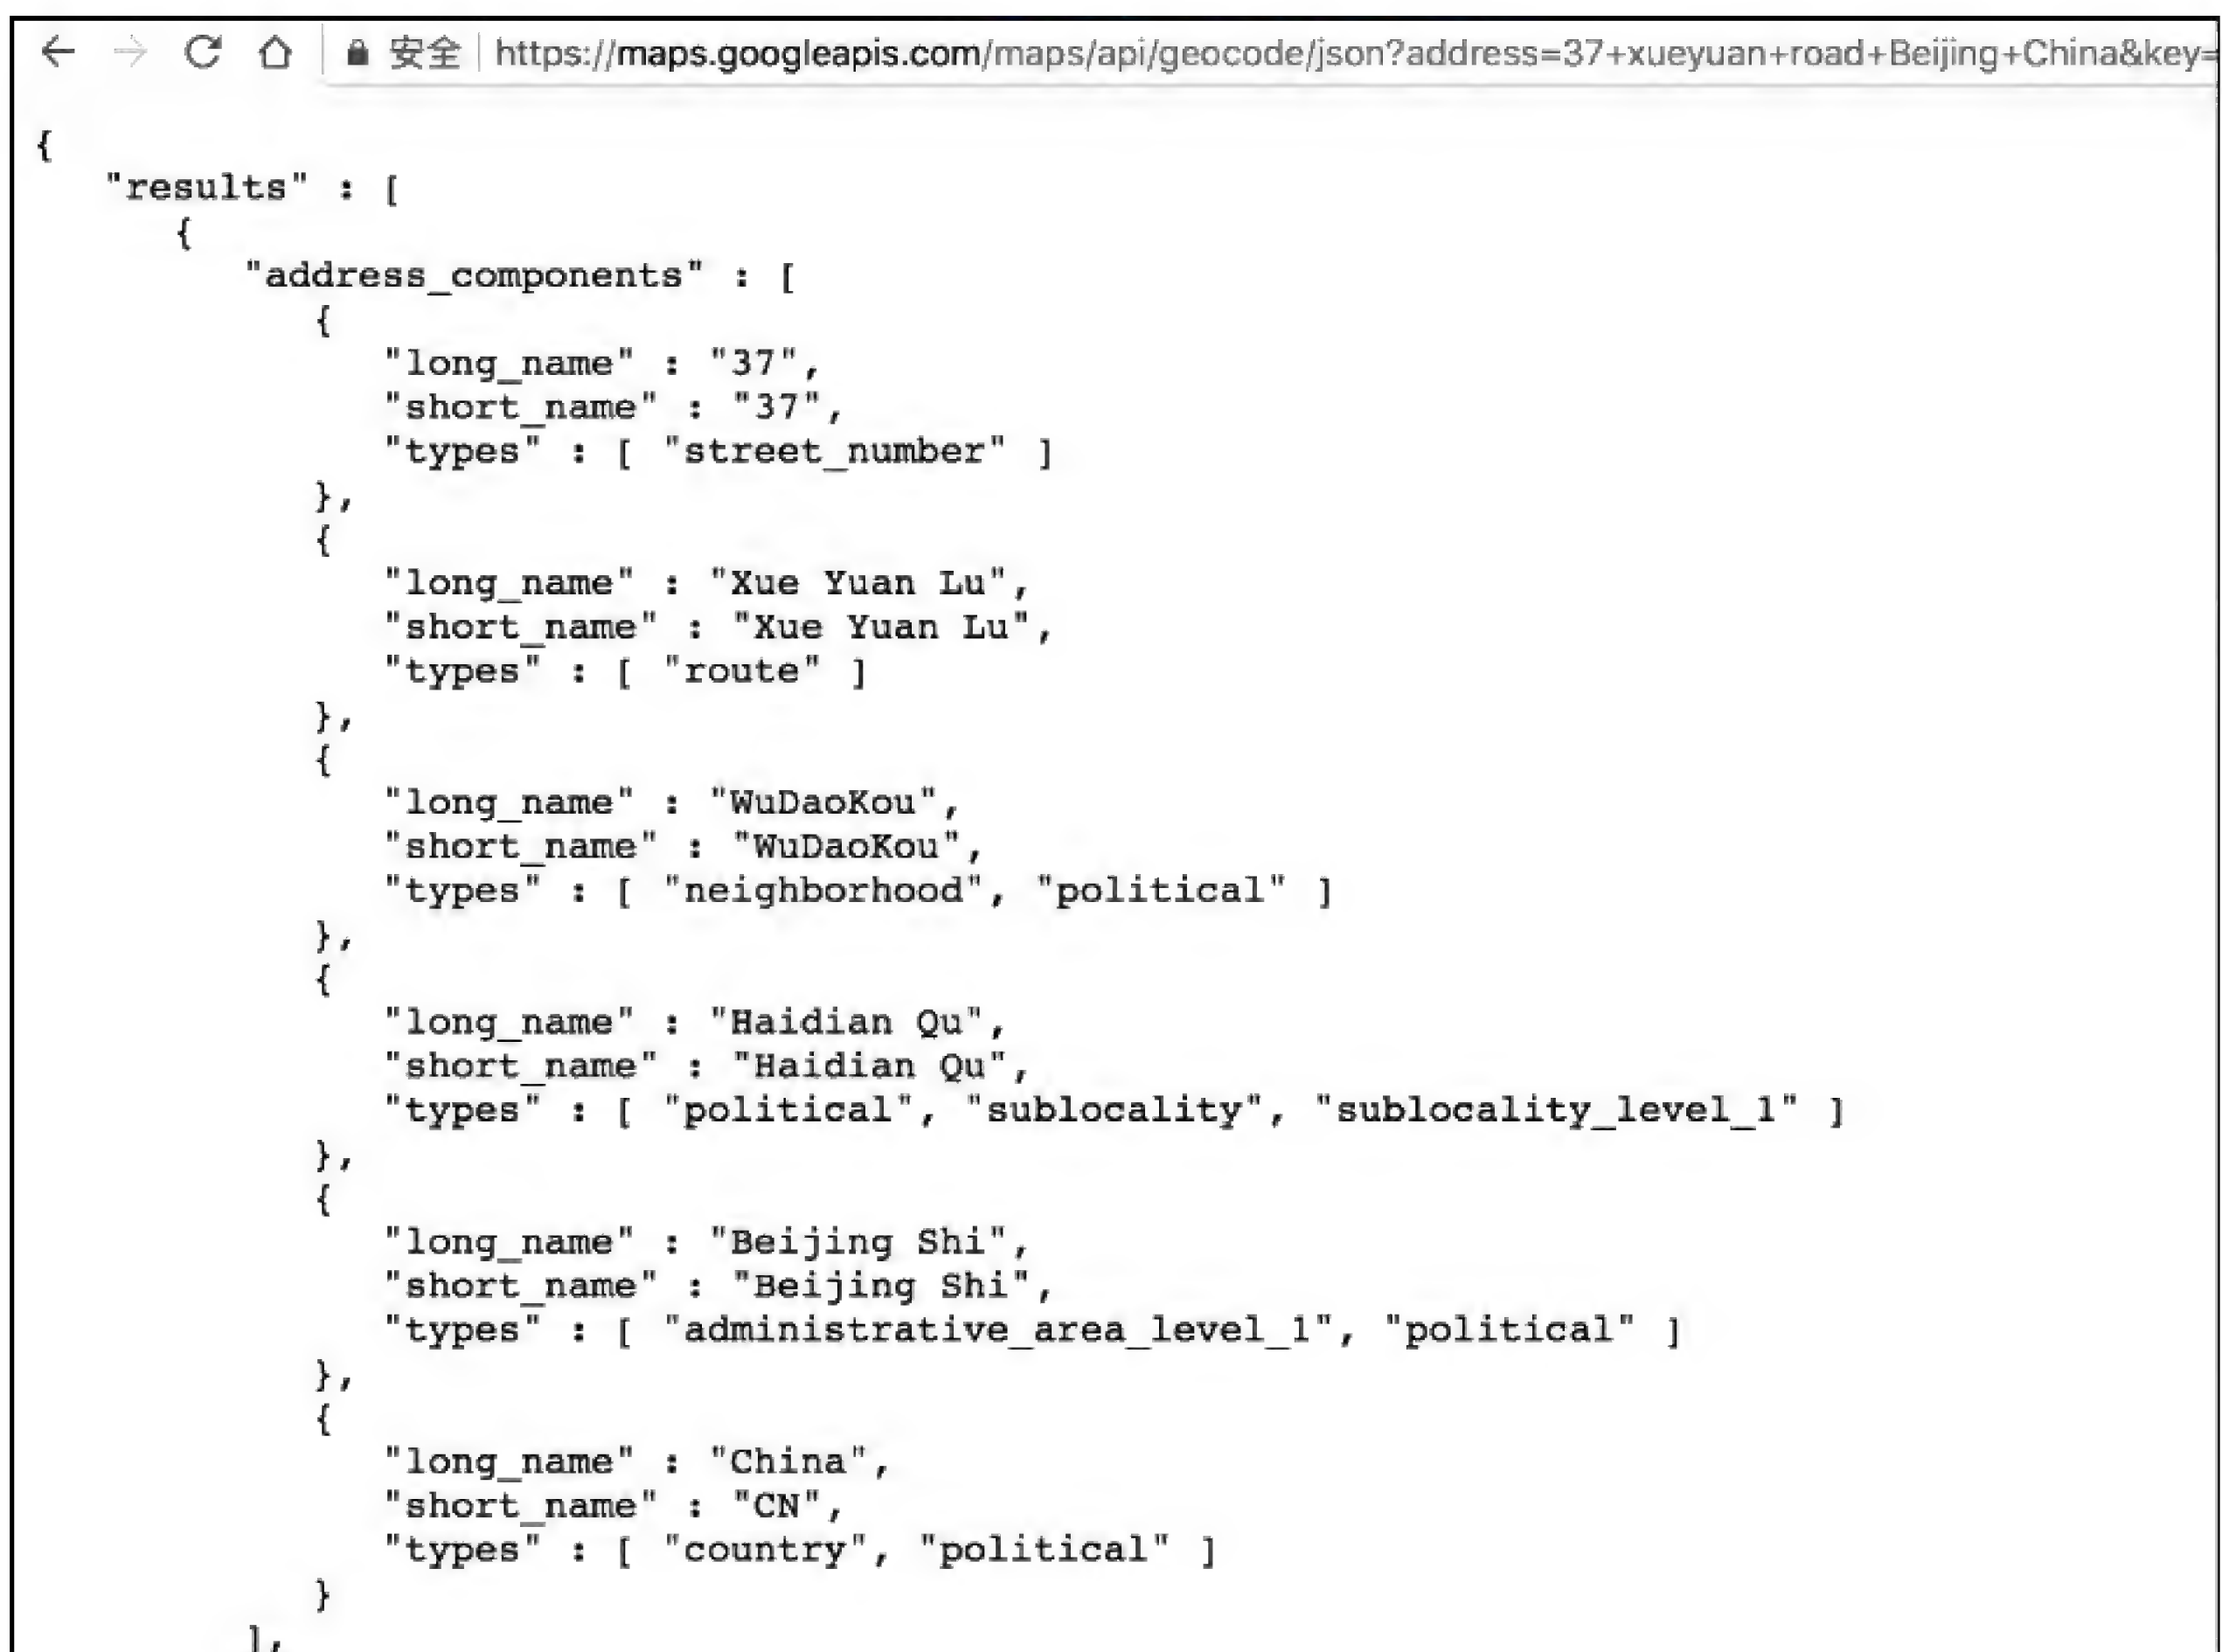 安全 https://maps.googleapis.com/maps/api/geocode/json?address=37+xueyuan+road+Beijing+China&key=
{
"results" : [
{
"address_components" : [
{
"long_name" : "37",
"short_name" : "37",
"types" : [ "street_number" ]
},
{
"long_name" : "Xue Yuan Lu",
"short_name" : "Xue Yuan Lu",
"types" : [ "route" ]
},
{
"long_name" : "WuDaoKou",
"short_name" : "WuDaoKou",
"types" : [ "neighborhood", "political" ]
},
{
"long_name" : "Haidian Qu",
"short_name" : "Haidian Qu",
"types" : [ "political", "sublocality", "sublocality_level_1" ]
},
{
"long_name" : "Beijing Shi",
"short_name" : "Beijing Shi",
"types" : [ "administrative_area_level_1", "political" ]
},
{
"long_name" : "China",
"short_name" : "CN",
"types" : [ "country", "political" ]
}
],